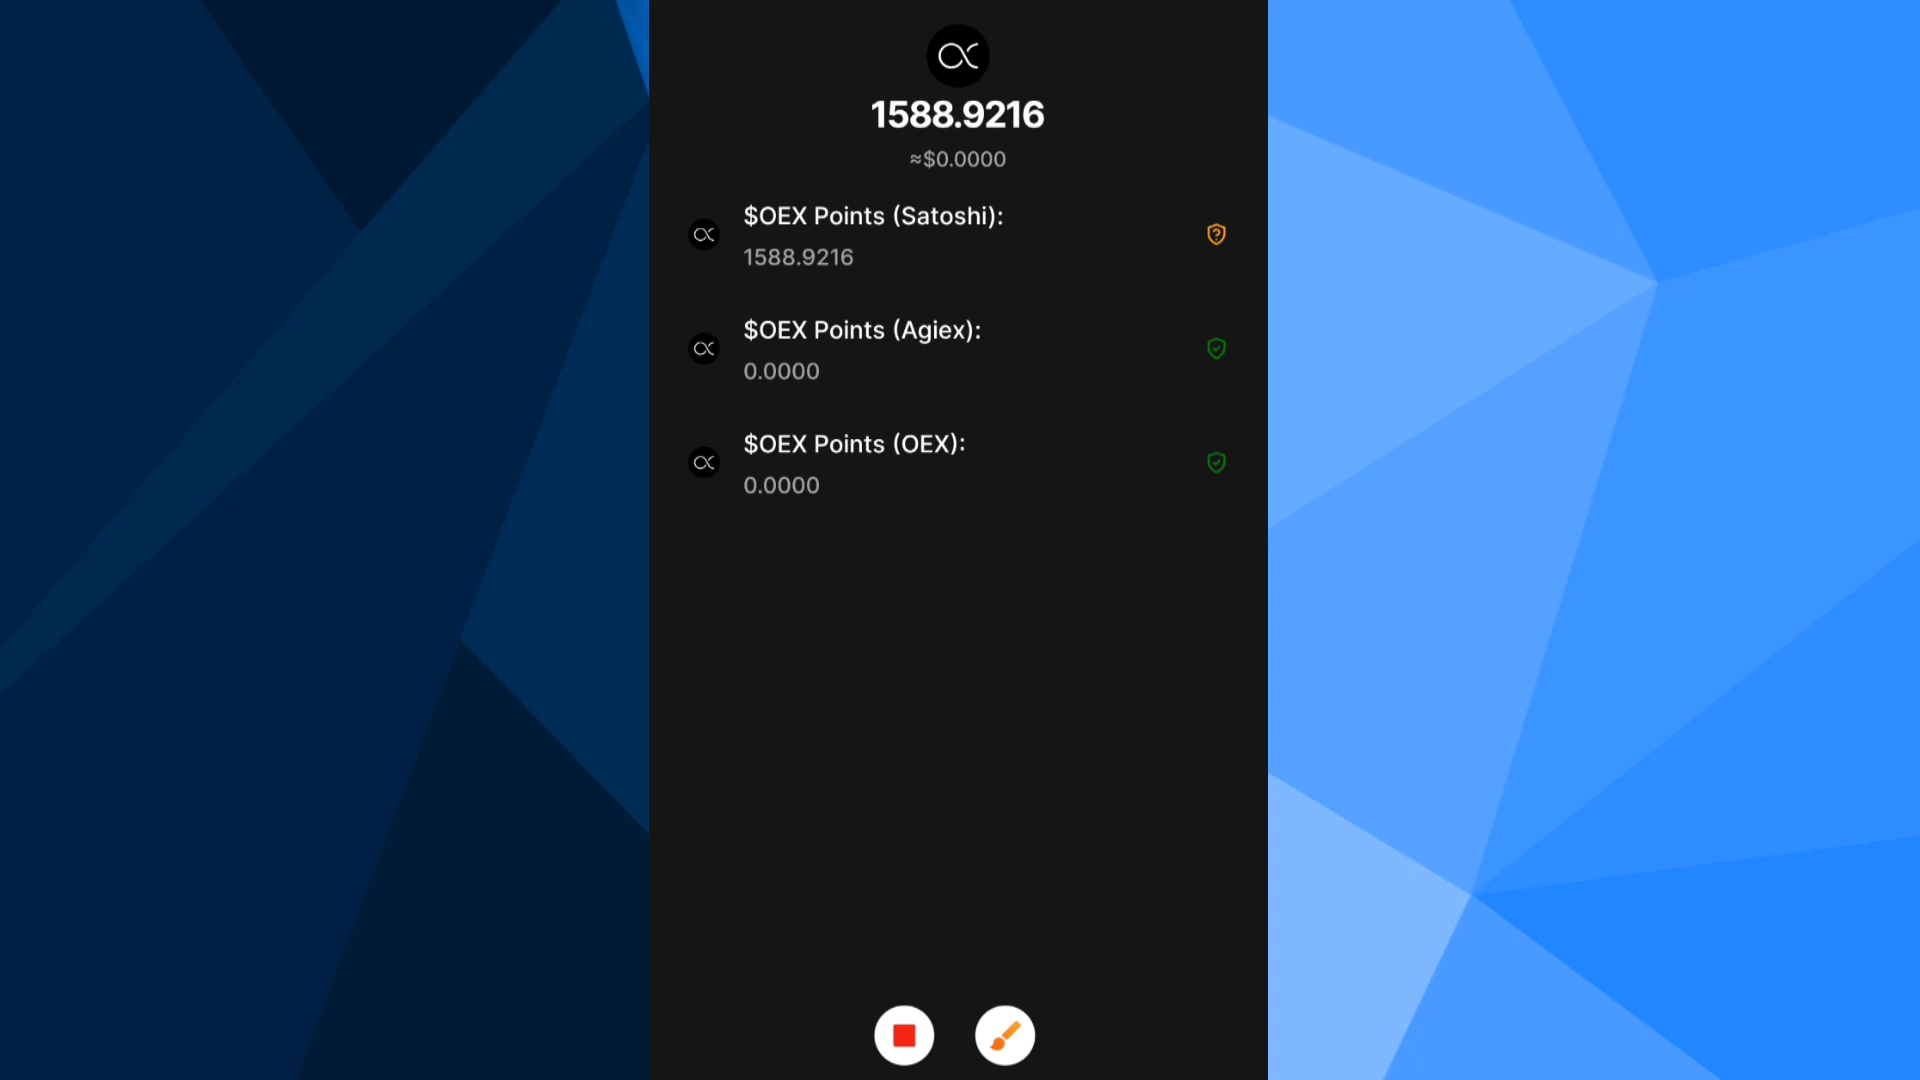 1588.9216
≈$0.0000
$OEX Points (Satoshi):
1588.9216
$OEX Points (Agiex):
0.0000
$OEX Points (OEX):
0.0000